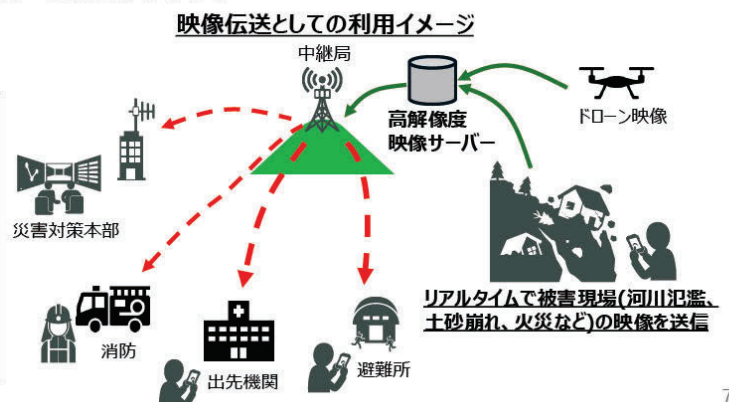 映像伝送としての利用イメージ
中継局
高解像度
映像サーバー
ドローン映像
災害対策本部
リアルタイムで被害現場(河川氾濫、
土砂崩れ、火災など)の映像を送信
消防
出先機関
避難所
7